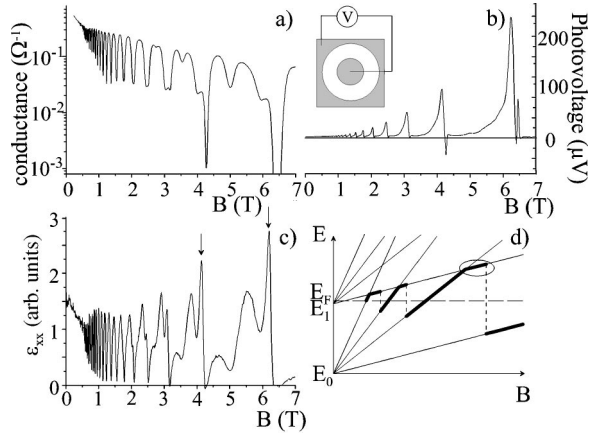 a)
conductance (Ω⁻¹)
10⁻¹
10⁻²
10⁻³
0 1 2 3 4 5 6 7
B (T)
V
b)
Photovoltage (μV)
200
100
0
1 2 3 4 5 6 7
B (T)
c)
ε_xx (arb. units)
3
2
1
0
0 1 2 3 4 5 6 7
B (T)
d)
E
E_F
E_1
E_0
B